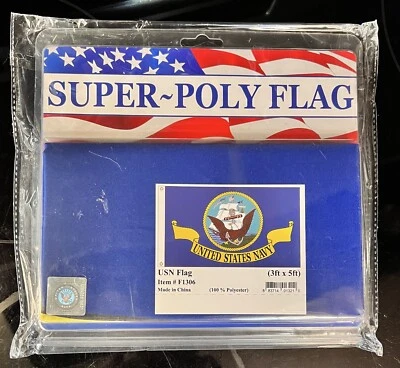 SUPER~POLY FLAG
UNITED STATES NAVY
USN Flag (3ft x 5ft)
Item # F1306
Made in China (100 % Polyester)